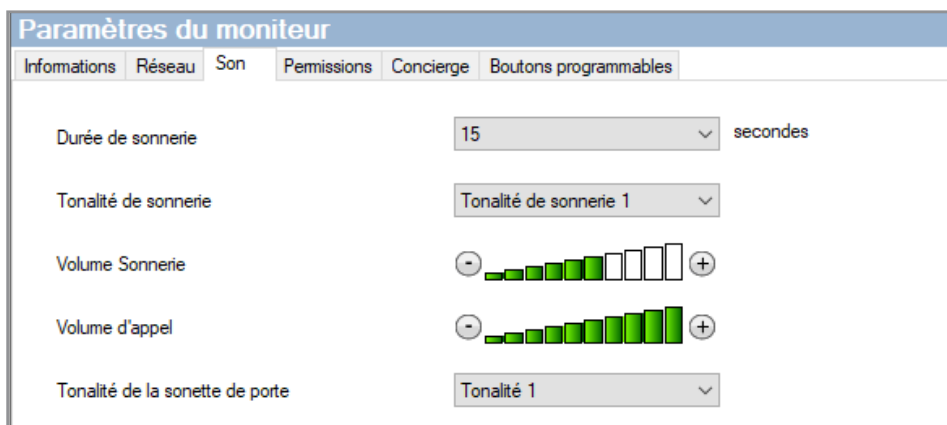 Paramètres du moniteur
Informations Réseau Son Permissions Concierge Boutons programmables
Durée de sonnerie 15 secondes
Tonalité de sonnerie Tonalité de sonnerie 1
Volume Sonnerie - +
Volume d'appel - +
Tonalité de la sonette de porte Tonalité 1